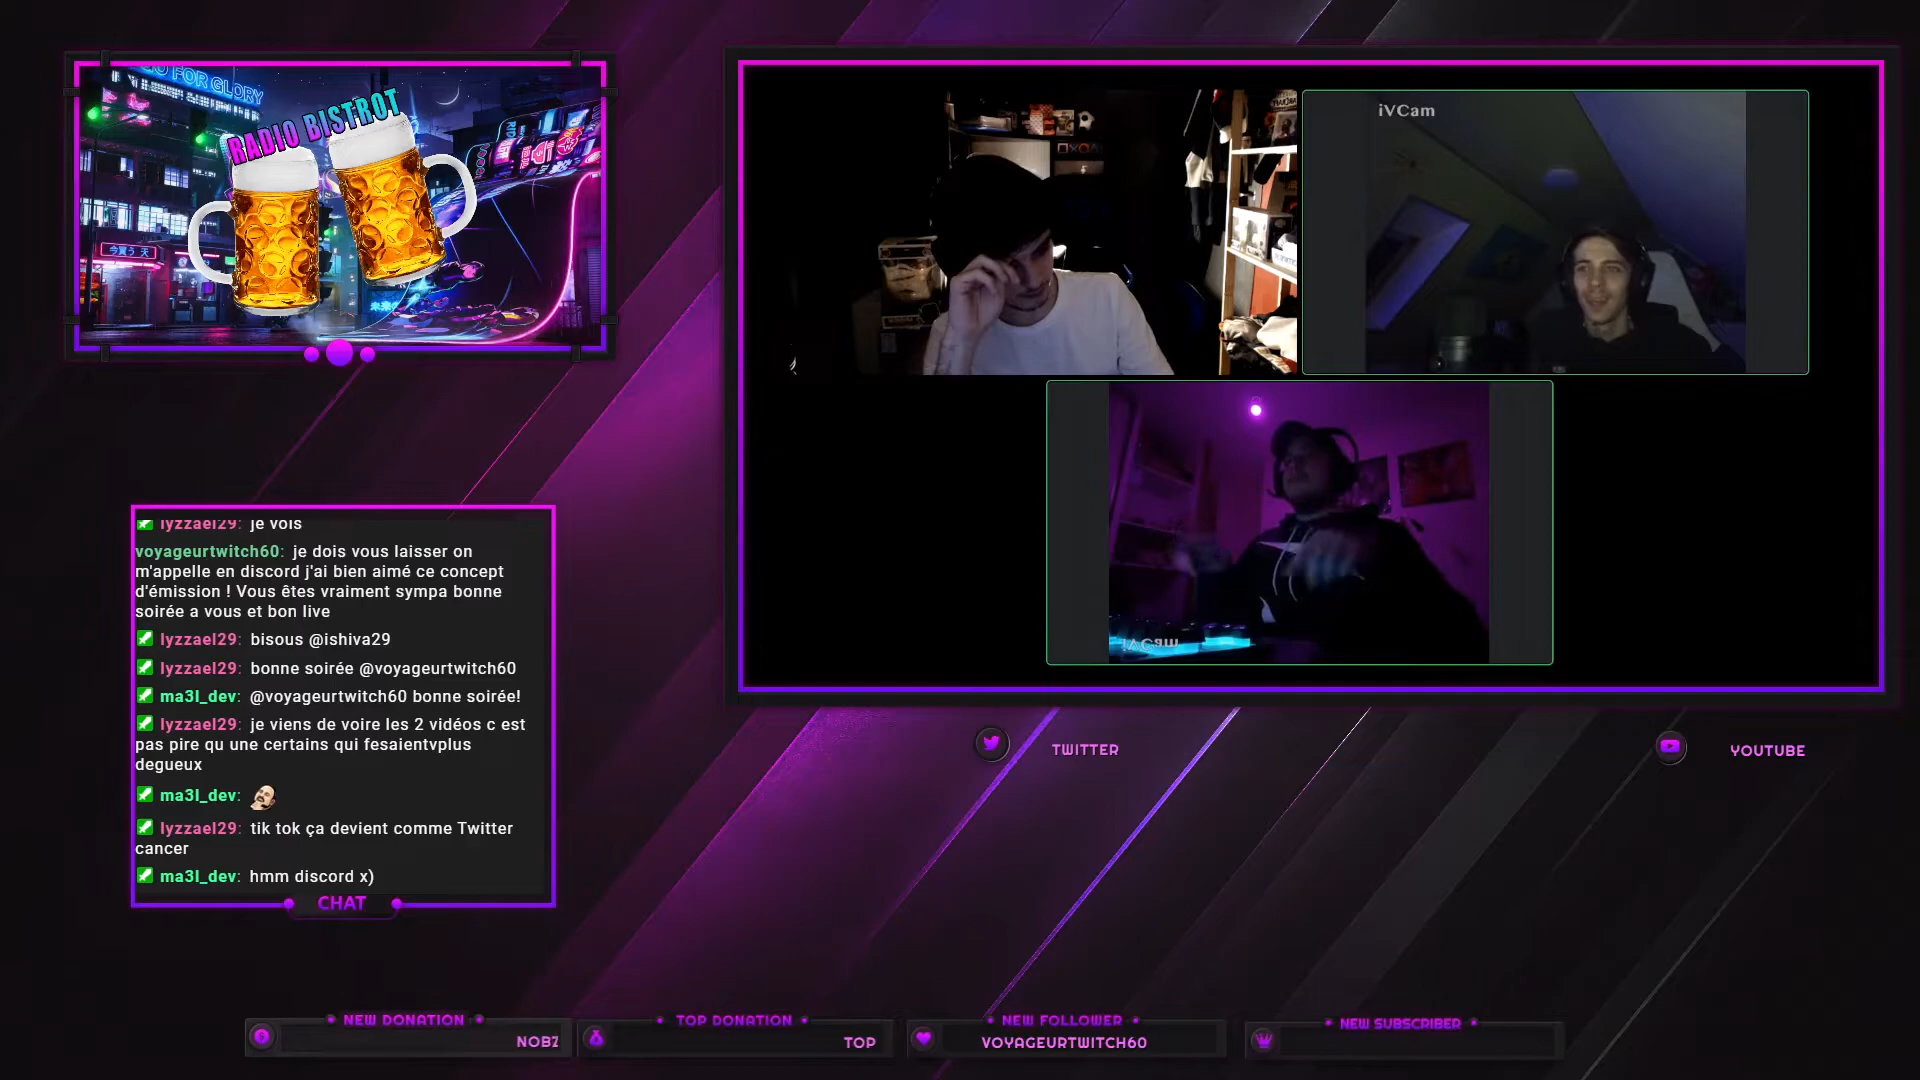 GO FOR GLORY
RADIO BISTROT
iVCam
iVCam
lyzzael29: je vois
voyageurtwitch60: je dois vous laisser on
m'appelle en discord j'ai bien aimé ce concept
d'émission ! Vous êtes vraiment sympa bonne
soirée a vous et bon live
lyzzael29: bisous @ishiva29
lyzzael29: bonne soirée @voyageurtwitch60
ma3l_dev: @voyageurtwitch60 bonne soirée!
lyzzael29: je viens de voire les 2 vidéos c est
pas pire qu une certains qui fesaientvplus
degueux
ma3l_dev:
lyzzael29: tik tok ça devient comme Twitter
cancer
ma3l_dev: hmm discord x)
CHAT
TWITTER
YOUTUBE
NEW DONATION
NOBZ
TOP DONATION
TOP
NEW FOLLOWER
VOYAGEURTWITCH60
NEW SUBSCRIBER